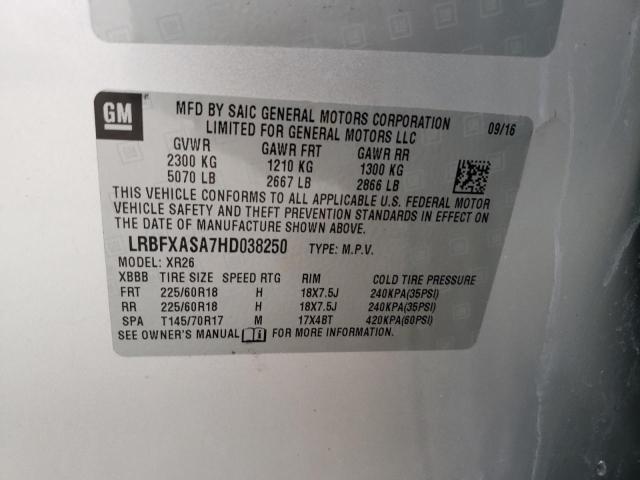 GM
MFD BY SAIC GENERAL MOTORS CORPORATION
LIMITED FOR GENERAL MOTORS LLC 09/16
GVWR GAWR FRT GAWR RR
2300 KG 1210 KG 1300 KG
5070 LB 2667 LB 2866 LB
THIS VEHICLE CONFORMS TO ALL APPLICABLE U.S. FEDERAL MOTOR
VEHICLE SAFETY AND THEFT PREVENTION STANDARDS IN EFFECT ON
THE DATE OF MANUFACTURE SHOWN ABOVE.
LRBFXASA7HD038250 TYPE: M.P.V.
MODEL: XR26
XBBB TIRE SIZE SPEED RTG RIM COLD TIRE PRESSURE
FRT 225/60R18 H 18X7.5J 240KPA(35PSI)
RR 225/60R18 H 18X7.5J 240KPA(35PSI)
SPA T145/70R17 M 17X4BT 420KPA(60PSI)
SEE OWNER'S MANUAL FOR MORE INFORMATION.